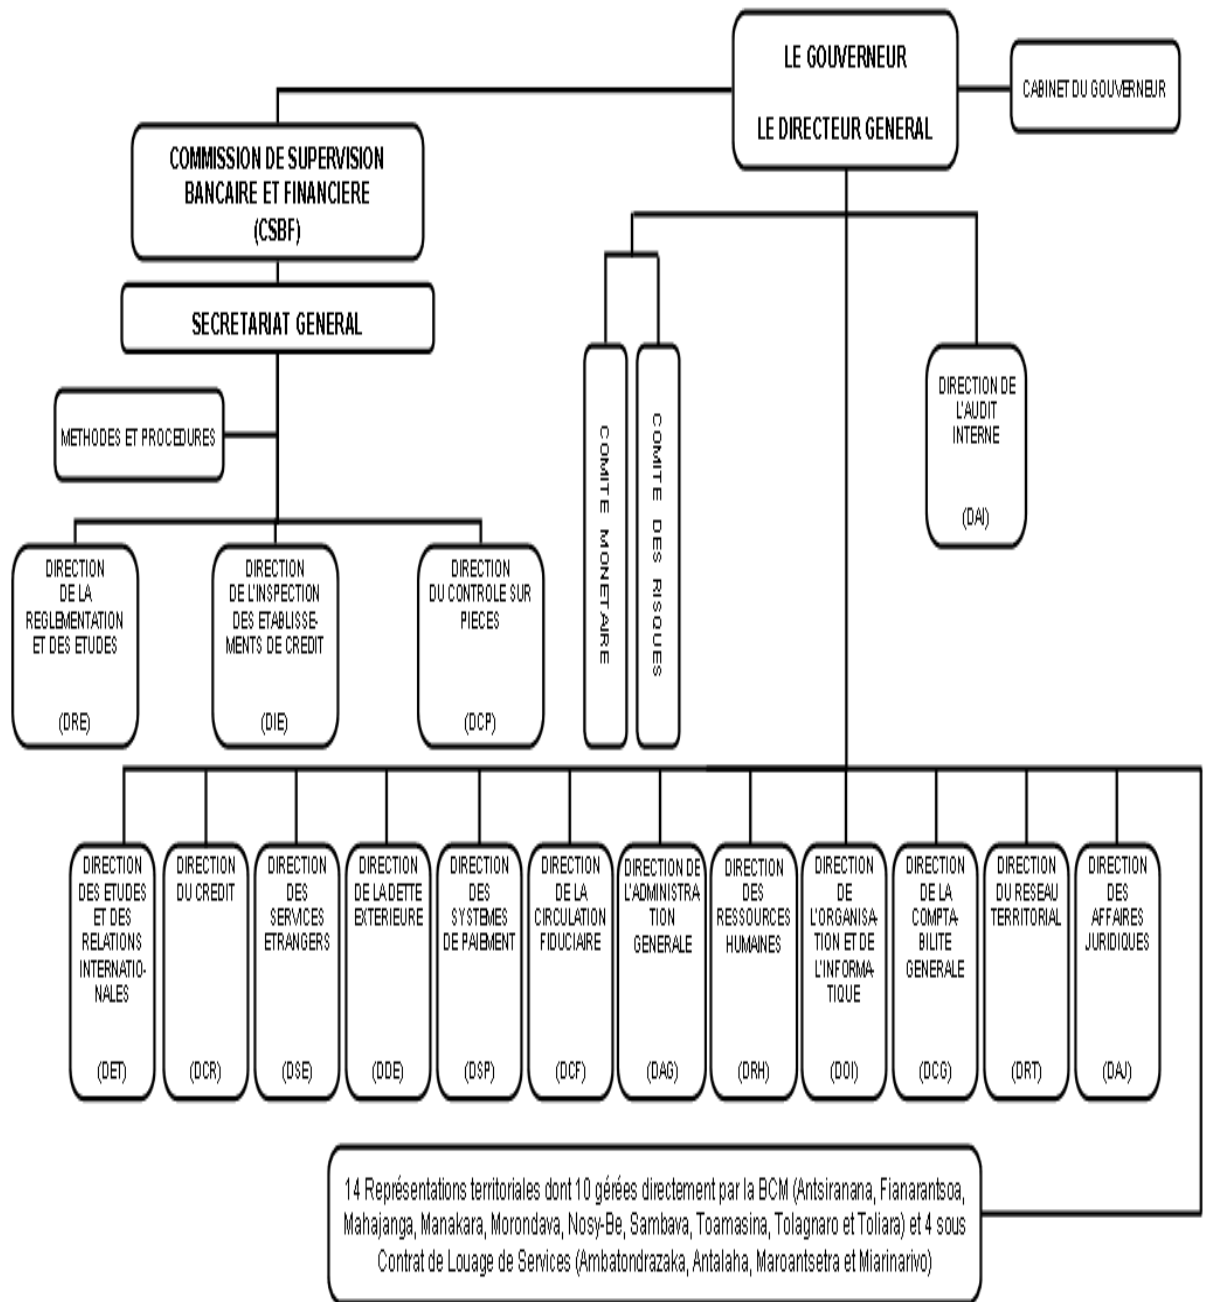 LE GOUVERNEUR
LE DIRECTEUR GENERAL
CABINET DU GOUVERNEUR
COMMISSION DE SUPERVISION
BANCAIRE ET FINANCIERE
(CSBF)
SECRETARIAT GENERAL
METHODES ET PROCEDURES
DIRECTION
DE LA
REGLEMENTATION
ET DES ETUDES
(DRE)
DIRECTION
DE L'INSPECTION
DES ETABLISSE-
MENTS DE CREDIT
(DIE)
DIRECTION
DU CONTROLE SUR
PIECES
(DCP)
COMITE MONETAIRE
COMITE DES RISQUES
DIRECTION DE
L'AUDIT
INTERNE
(DAI)
DIRECTION
DES ETUDES
ET DES
RELATIONS
INTERNATIO-
NALES
(DET)
DIRECTION
DU CREDIT
(DCR)
DIRECTION
DES
SERVICES
ETRANGERS
(DSE)
DIRECTION
DE LA DETTE
EXTERIEURE
(DDE)
DIRECTION
DES
SYSTEMES
DE PAIEMENT
(DSP)
DIRECTION
DE LA
CIRCULATION
FIDUCIAIRE
(DCF)
DIRECTION DE
L'ADMINISTRA-
TION
GENERALE
(DAG)
DIRECTION
DES
RESSOURCES
HUMAINES
(DRH)
DIRECTION
DE
L'ORGANISA-
TION ET DE
L'INFORMA-
TIQUE
(DOI)
DIRECTION
DE LA
COMPTA-
BILITE
GENERALE
(DCG)
DIRECTION
DU RESEAU
TERRITORIAL
(DRT)
DIRECTION
DES
AFFAIRES
JURIDIQUES
(DAJ)
14 Représentations territoriales dont 10 gérées directement par la BCM (Antsiranana, Fianarantsoa,
Mahajanga, Manakara, Morondava, Nosy-Be, Sambava, Toamasina, Tolagnaro et Toliara) et 4 sous
Contrat de Louage de Services (Ambatondrazaka, Antalaha, Maroantsetra et Miarinarivo)